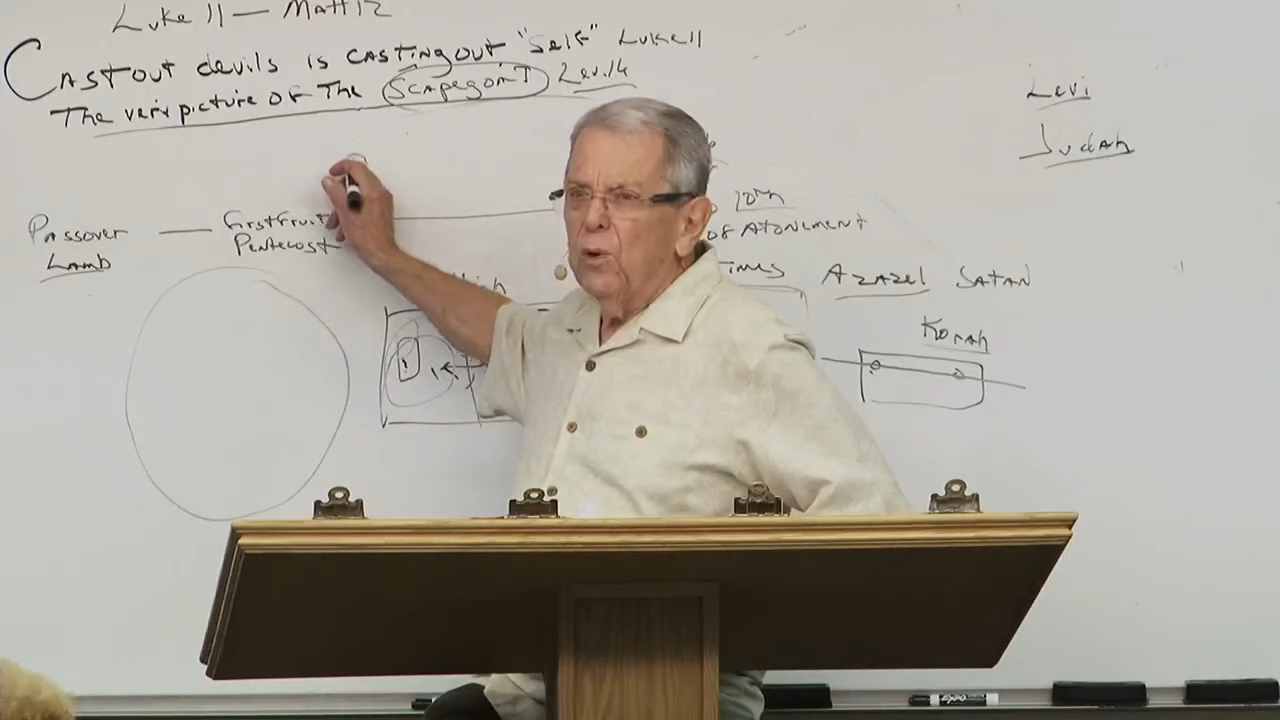 Luke 11 — Matt 12
Cast out devils is casting out "Self" Luke 11
The very picture of the Scapegoat Lev.16
Levi
Judah
Passover — Firstfruits
Lamb Pentecost
10th
of Atonement
Azazel Satan
Korah
EXPO